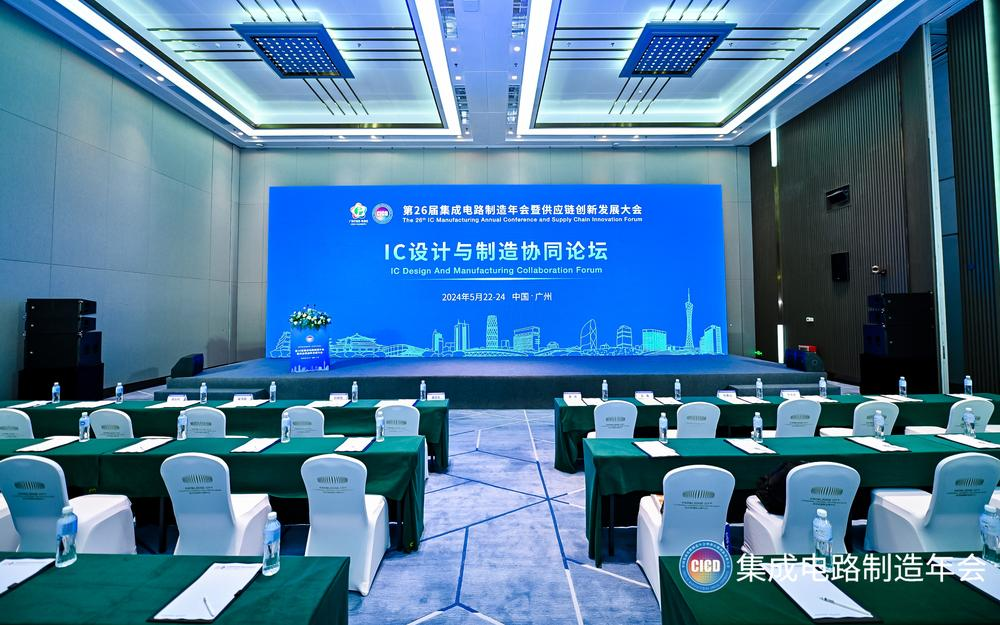 第26届集成电路制造年会暨供应链创新发展大会
The 26th IC Manufacturing Annual Conference and Supply Chain Innovation Forum
IC设计与制造协同论坛
IC Design And Manufacturing Collaboration Forum
2024年5月22-24 中国·广州
CICD
集成电路制造年会